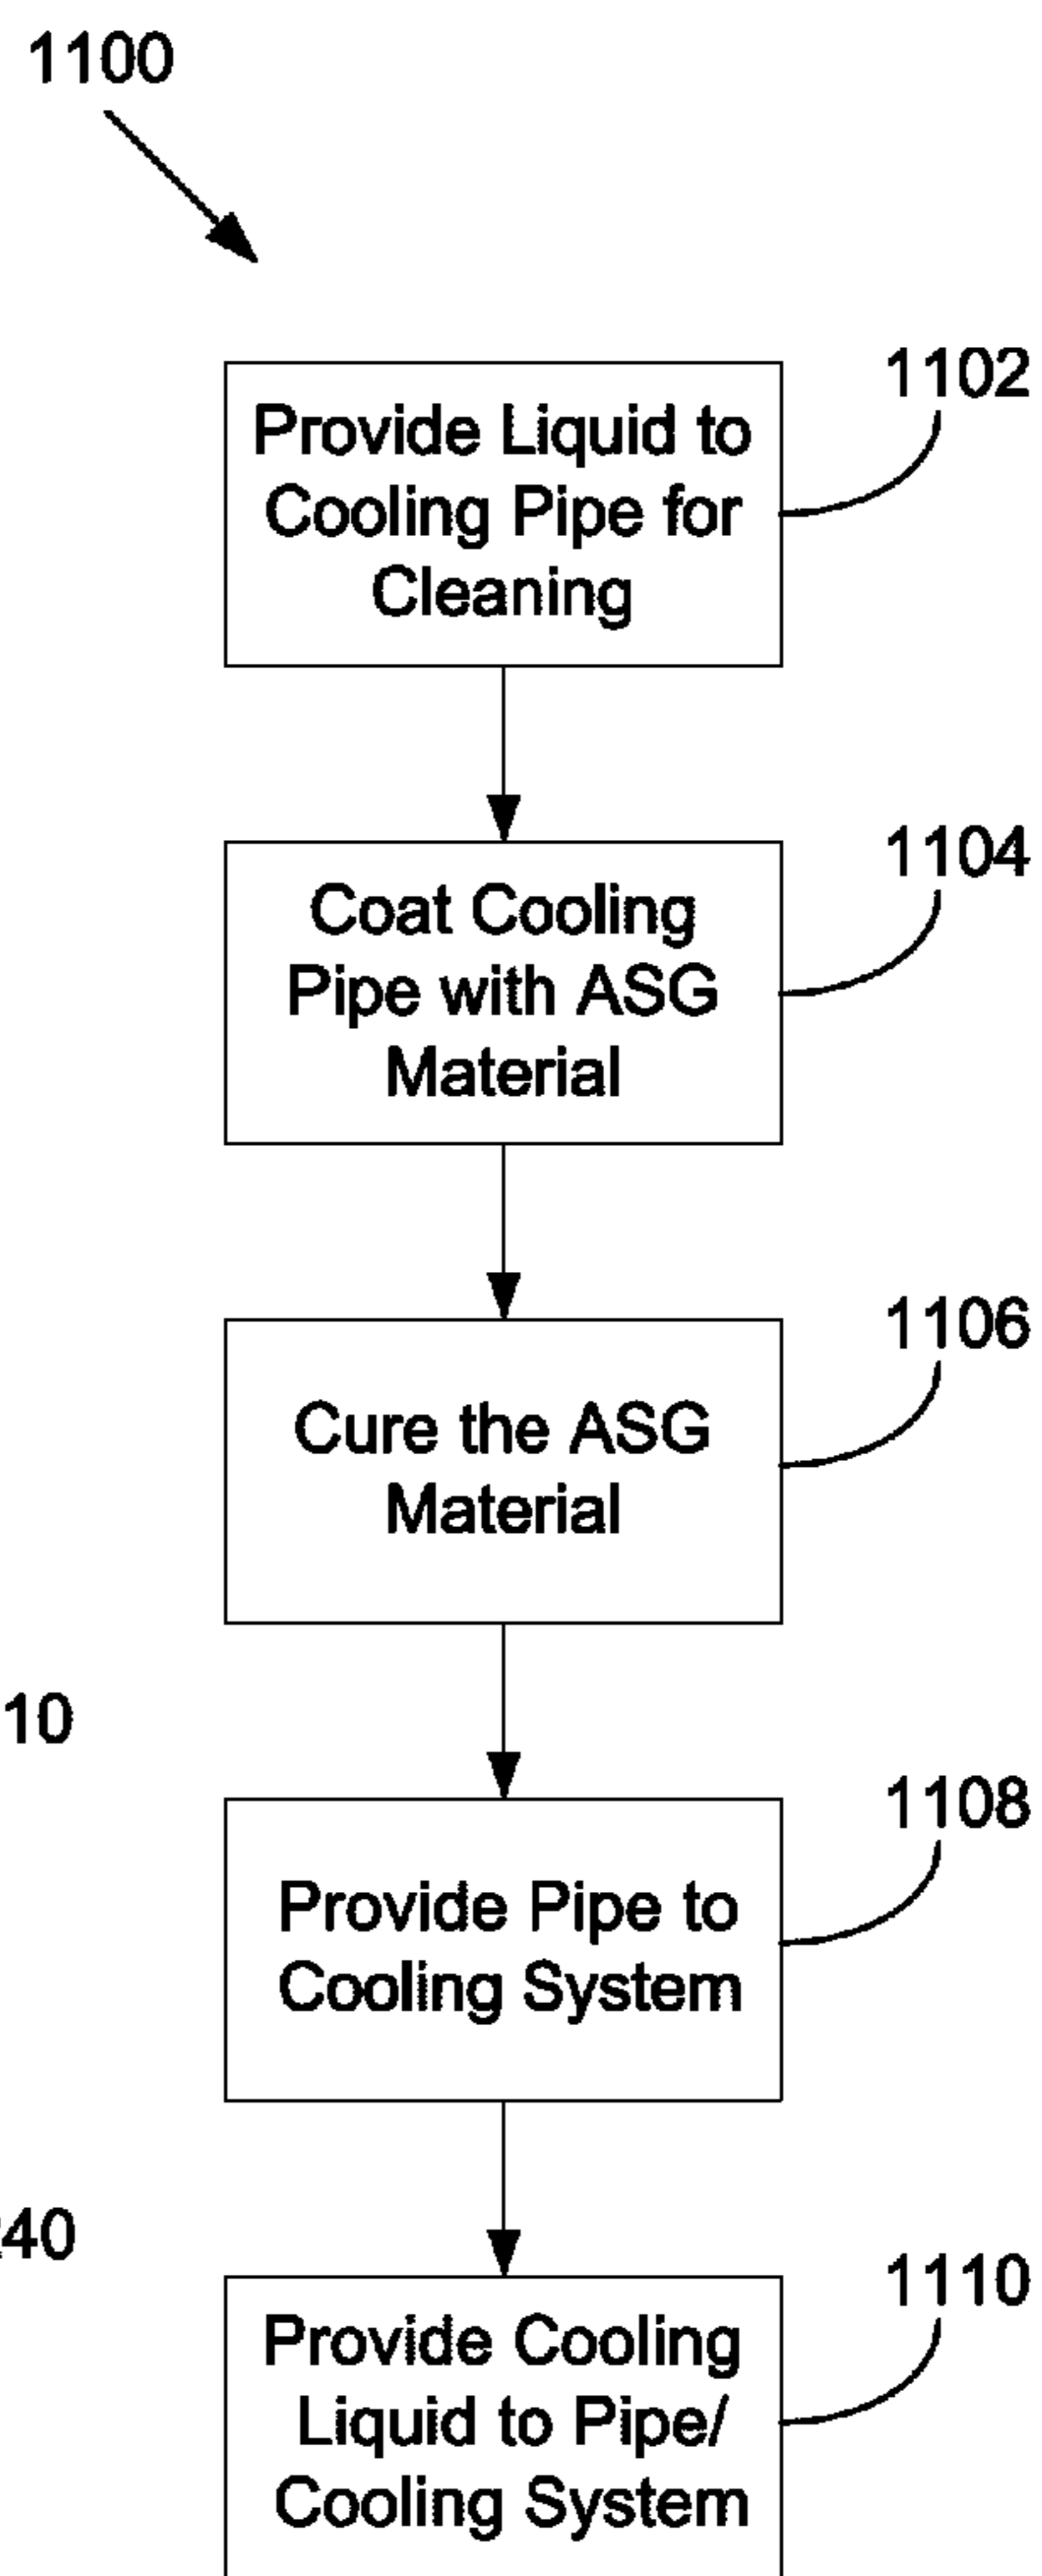 1100
1102
Provide Liquid to
Cooling Pipe for
Cleaning
1104
Coat Cooling
Pipe with ASG
Material
1106
Cure the ASG
Material
10
1108
Provide Pipe to
Cooling System
40
1110
Provide Cooling
Liquid to Pipe/
Cooling System